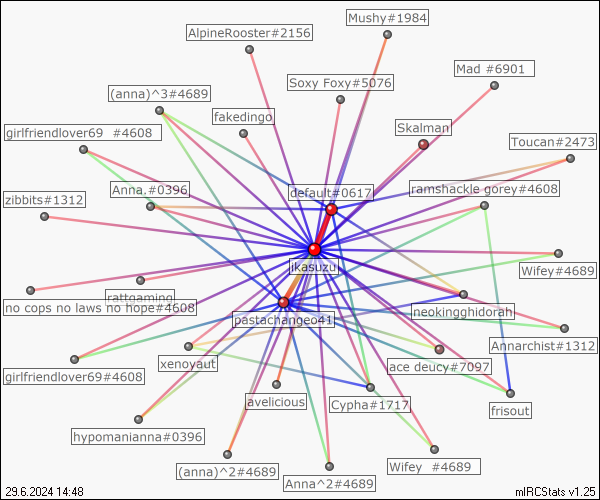 Mushy#1984
AlpineRooster#2156
Mad #6901
Soxy Foxy#5076
(anna)^3#4689
fakedingo
Skalman
girlfriendlover69 #4608
Toucan#2473
Anna.#0396
default#0617
ramshackle gorey#4608
zibbits#1312
ikasuzu
Wifey#4689
rattgaming
no cops no laws no hope#4608
neokingghidorah
pastachangeo41
Annarchist#1312
xenoyaut
ace deucy#7097
girlfriendlover69#4608
avelicious
Cypha#1717
frisout
hypomanianna#0396
(anna)^2#4689
Wifey #4689
Anna^2#4689
29.6.2024 14:48
mIRCStats v1.25